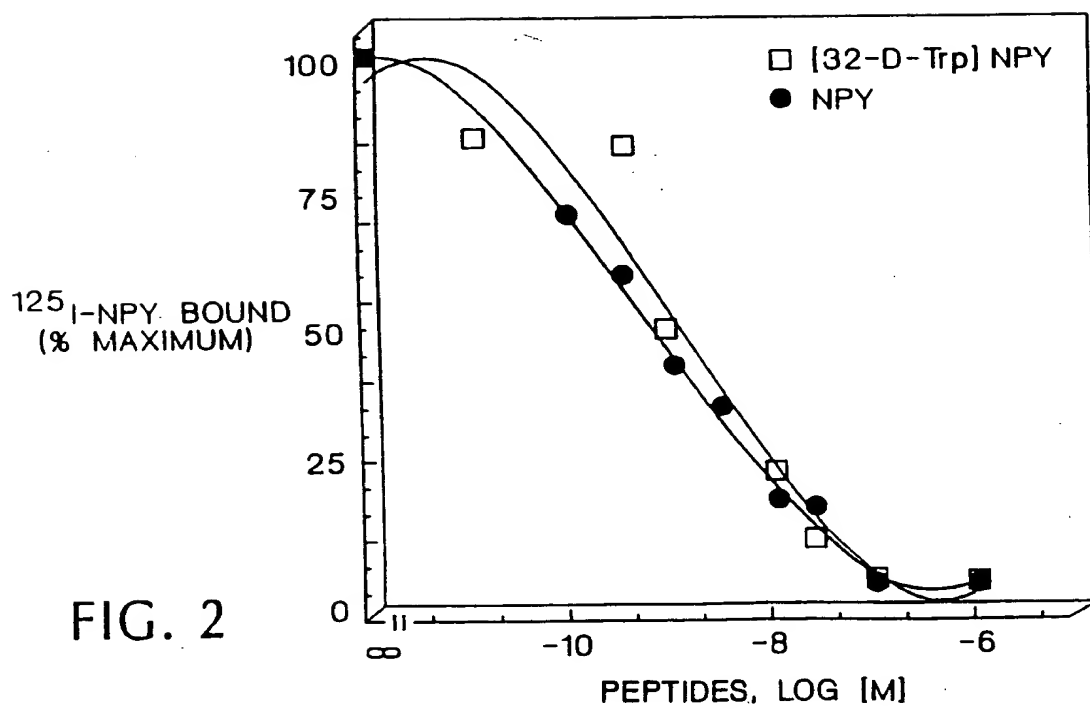 100
75
50
25
0
¹²⁵I-NPY BOUND
(% MAXIMUM)
[32-D-Trp] NPY
NPY
∞
-10
-8
-6
PEPTIDES, LOG [M]
FIG. 2